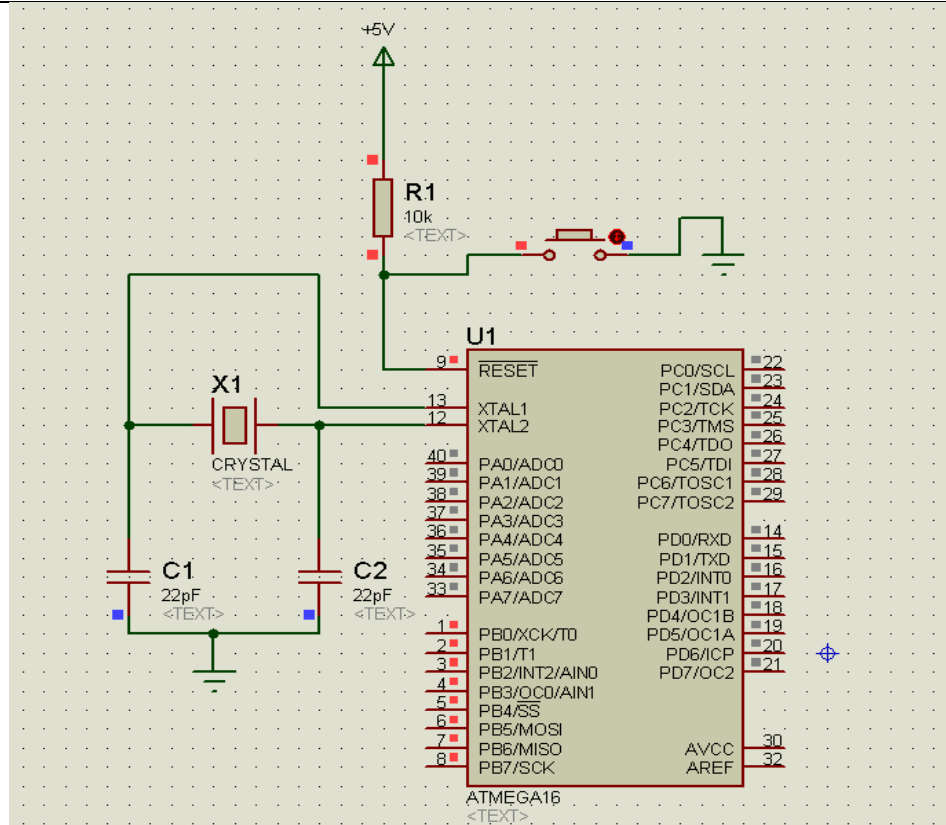 +5V
R1
10k
<TEXT>
U1
9
RESET
13
XTAL1
12
XTAL2
40
PA0/ADC0
39
PA1/ADC1
38
PA2/ADC2
37
PA3/ADC3
36
PA4/ADC4
35
PA5/ADC5
34
PA6/ADC6
33
PA7/ADC7
1
PB0/XCK/T0
2
PB1/T1
3
PB2/INT2/AIN0
4
PB3/OC0/AIN1
5
PB4/SS
6
PB5/MOSI
7
PB6/MISO
8
PB7/SCK
PC0/SCL
22
PC1/SDA
23
PC2/TCK
24
PC3/TMS
25
PC4/TDO
26
PC5/TDI
27
PC6/TOSC1
28
PC7/TOSC2
29
PD0/RXD
14
PD1/TXD
15
PD2/INT0
16
PD3/INT1
17
PD4/OC1B
18
PD5/OC1A
19
PD6/ICP
20
PD7/OC2
21
AVCC
30
AREF
32
ATMEGA16
<TEXT>
X1
CRYSTAL
<TEXT>
C1
22pF
<TEXT>
C2
22pF
<TEXT>